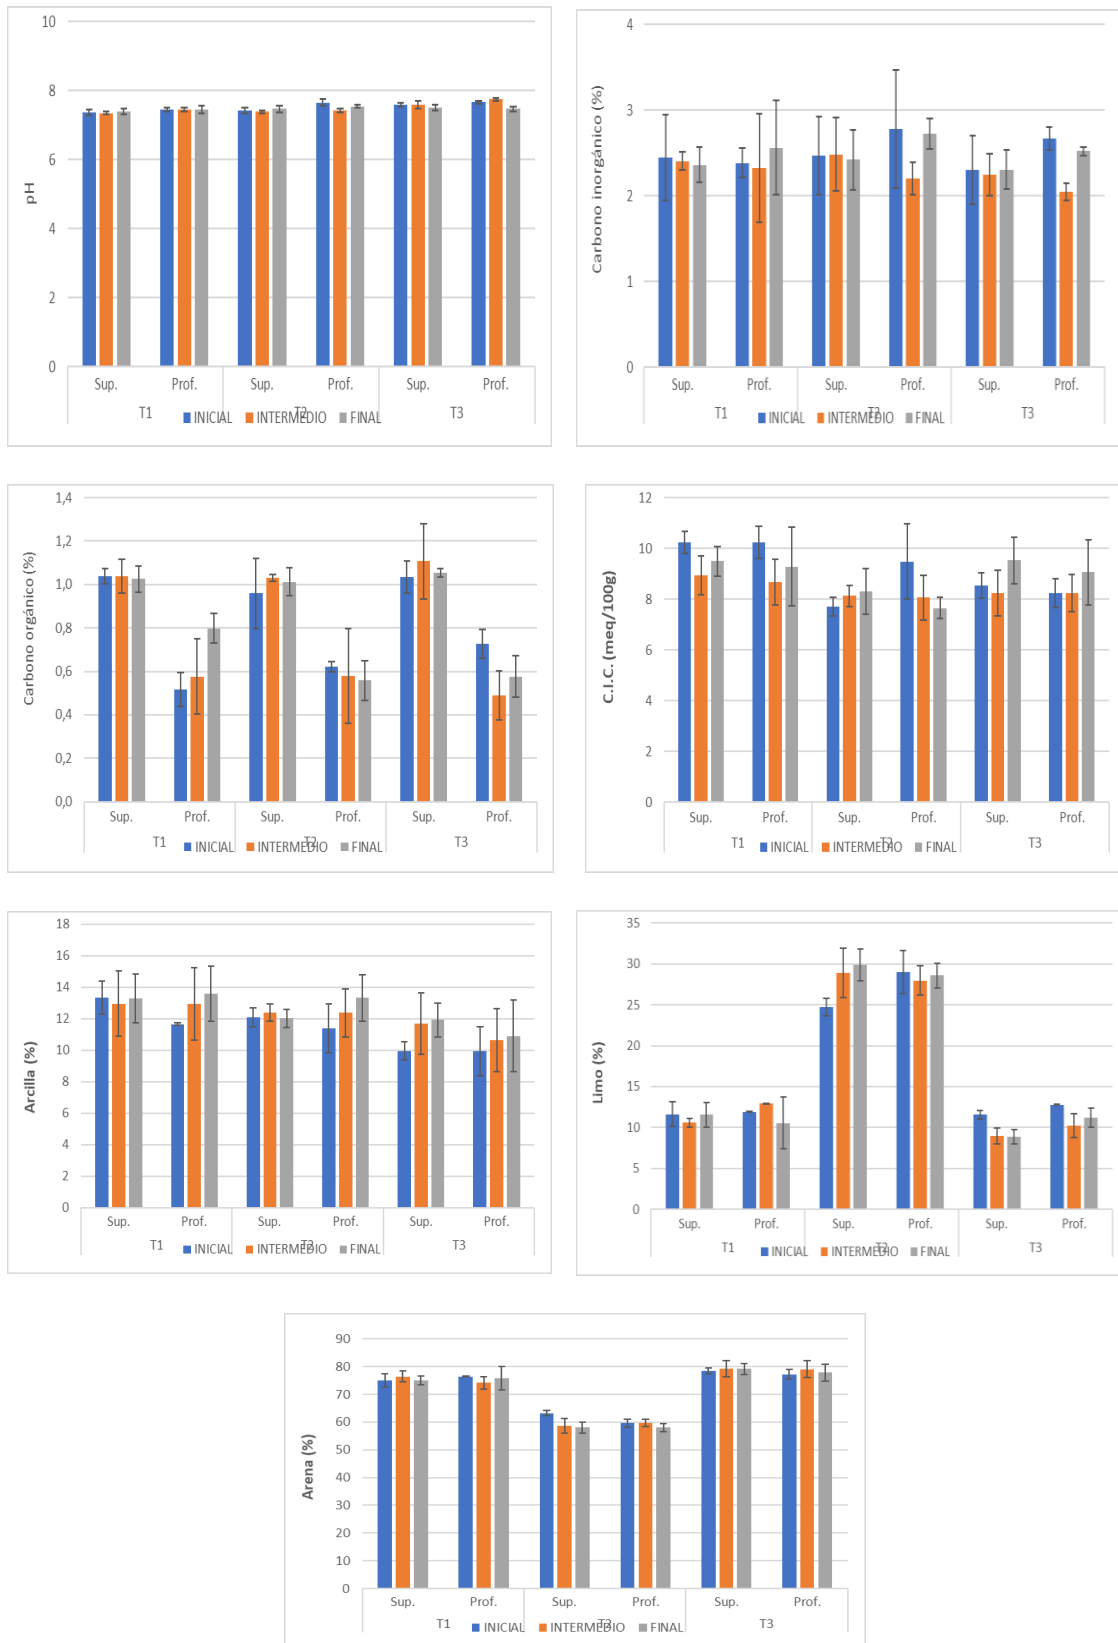 10
8
6
4
2
0
pH
Sup. Prof. Sup. Prof. Sup. Prof.
T1 T2 T3
INICIAL INTERMEDIO FINAL
4
3
2
1
0
Carbono inorgánico (%)
Sup. Prof. Sup. Prof. Sup. Prof.
T1 T2 T3
INICIAL INTERMEDIO FINAL
1,4
1,2
1,0
0,8
0,6
0,4
0,2
0,0
Carbono orgánico (%)
Sup. Prof. Sup. Prof. Sup. Prof.
T1 T2 T3
INICIAL INTERMEDIO FINAL
12
10
8
6
4
2
0
C.I.C. (meq/100g)
Sup. Prof. Sup. Prof. Sup. Prof.
T1 T2 T3
INICIAL INTERMEDIO FINAL
18
16
14
12
10
8
6
4
2
0
Arcilla (%)
Sup. Prof. Sup. Prof. Sup. Prof.
T1 T2 T3
INICIAL INTERMEDIO FINAL
35
30
25
20
15
10
5
0
Limo (%)
Sup. Prof. Sup. Prof. Sup. Prof.
T1 T2 T3
INICIAL INTERMEDIO FINAL
90
80
70
60
50
40
30
20
10
0
Arena (%)
Sup. Prof. Sup. Prof. Sup. Prof.
T1 T2 T3
INICIAL INTERMEDIO FINAL